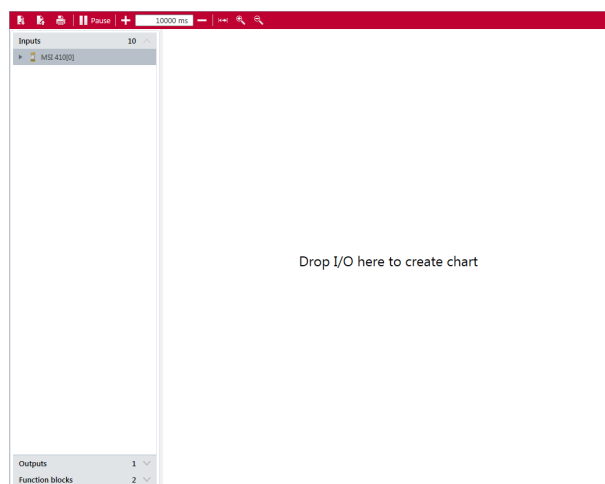 Pause 10000 ms
Inputs 10
MSI 410[0]
Drop I/O here to create chart
Outputs 1
Function blocks 2